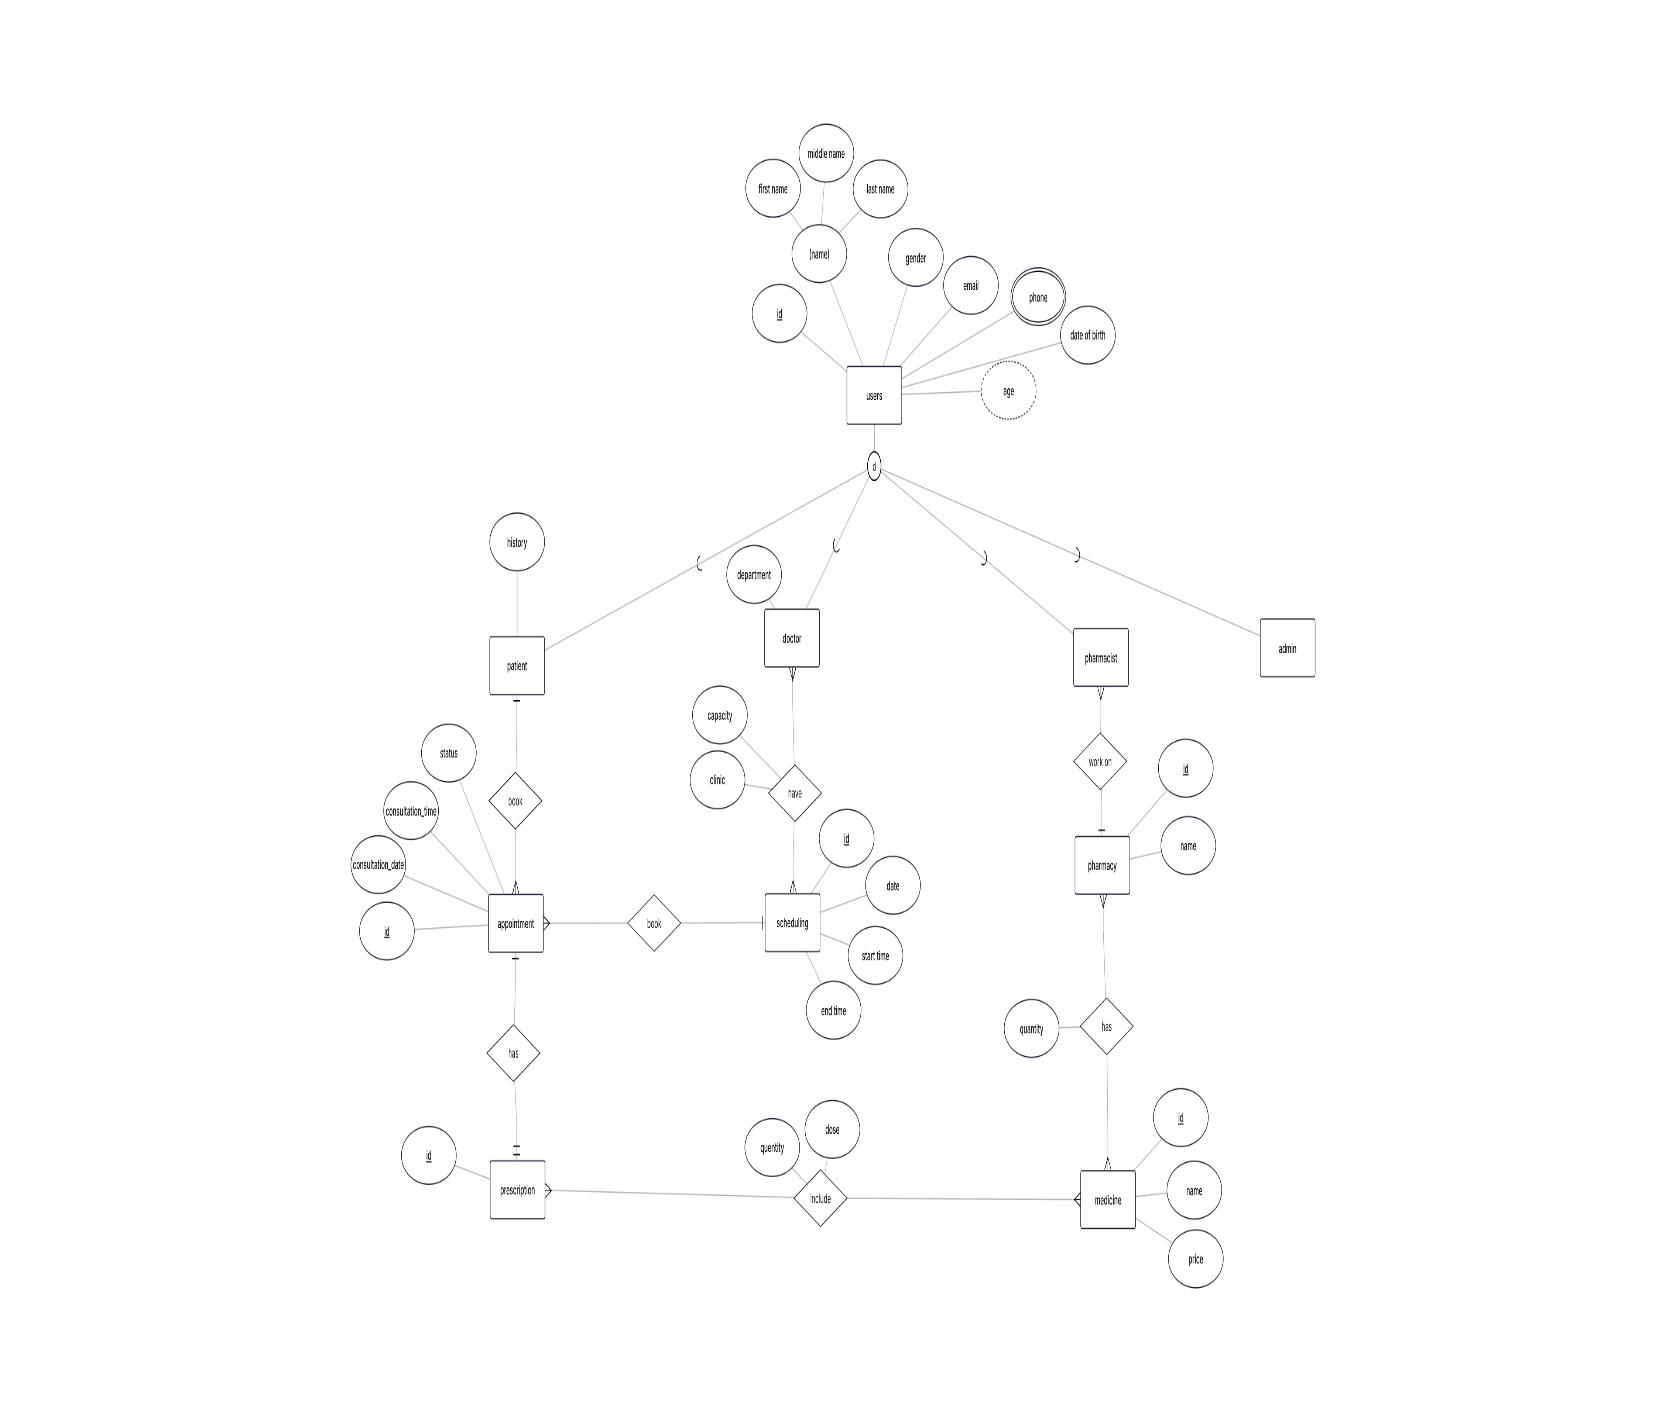 middle name
first name
last name
(name)
gender
email
phone
id
date of birth
age
users
d
history
department
doctor
patient
pharmacist
admin
capacity
status
clinic
have
work on
id
book
consultation_time
consultation_date
id
name
pharmacy
date
id
appointment
book
scheduling
start time
end time
quantity
has
has
id
dose
quentity
id
prescription
include
medicine
name
price